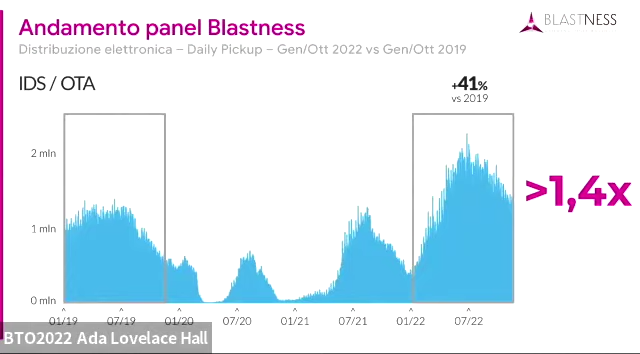 Andamento panel Blastness
BLASTNESS
Distribuzione elettronica – Daily Pickup – Gen/Ott 2022 vs Gen/Ott 2019
IDS / OTA
+41%
vs 2019
2 mln
>1,4x
1 mln
0 mln
01/19 07/19 01/20 07/20 01/21 07/21 01/22 07/22
BTO2022 Ada Lovelace Hall